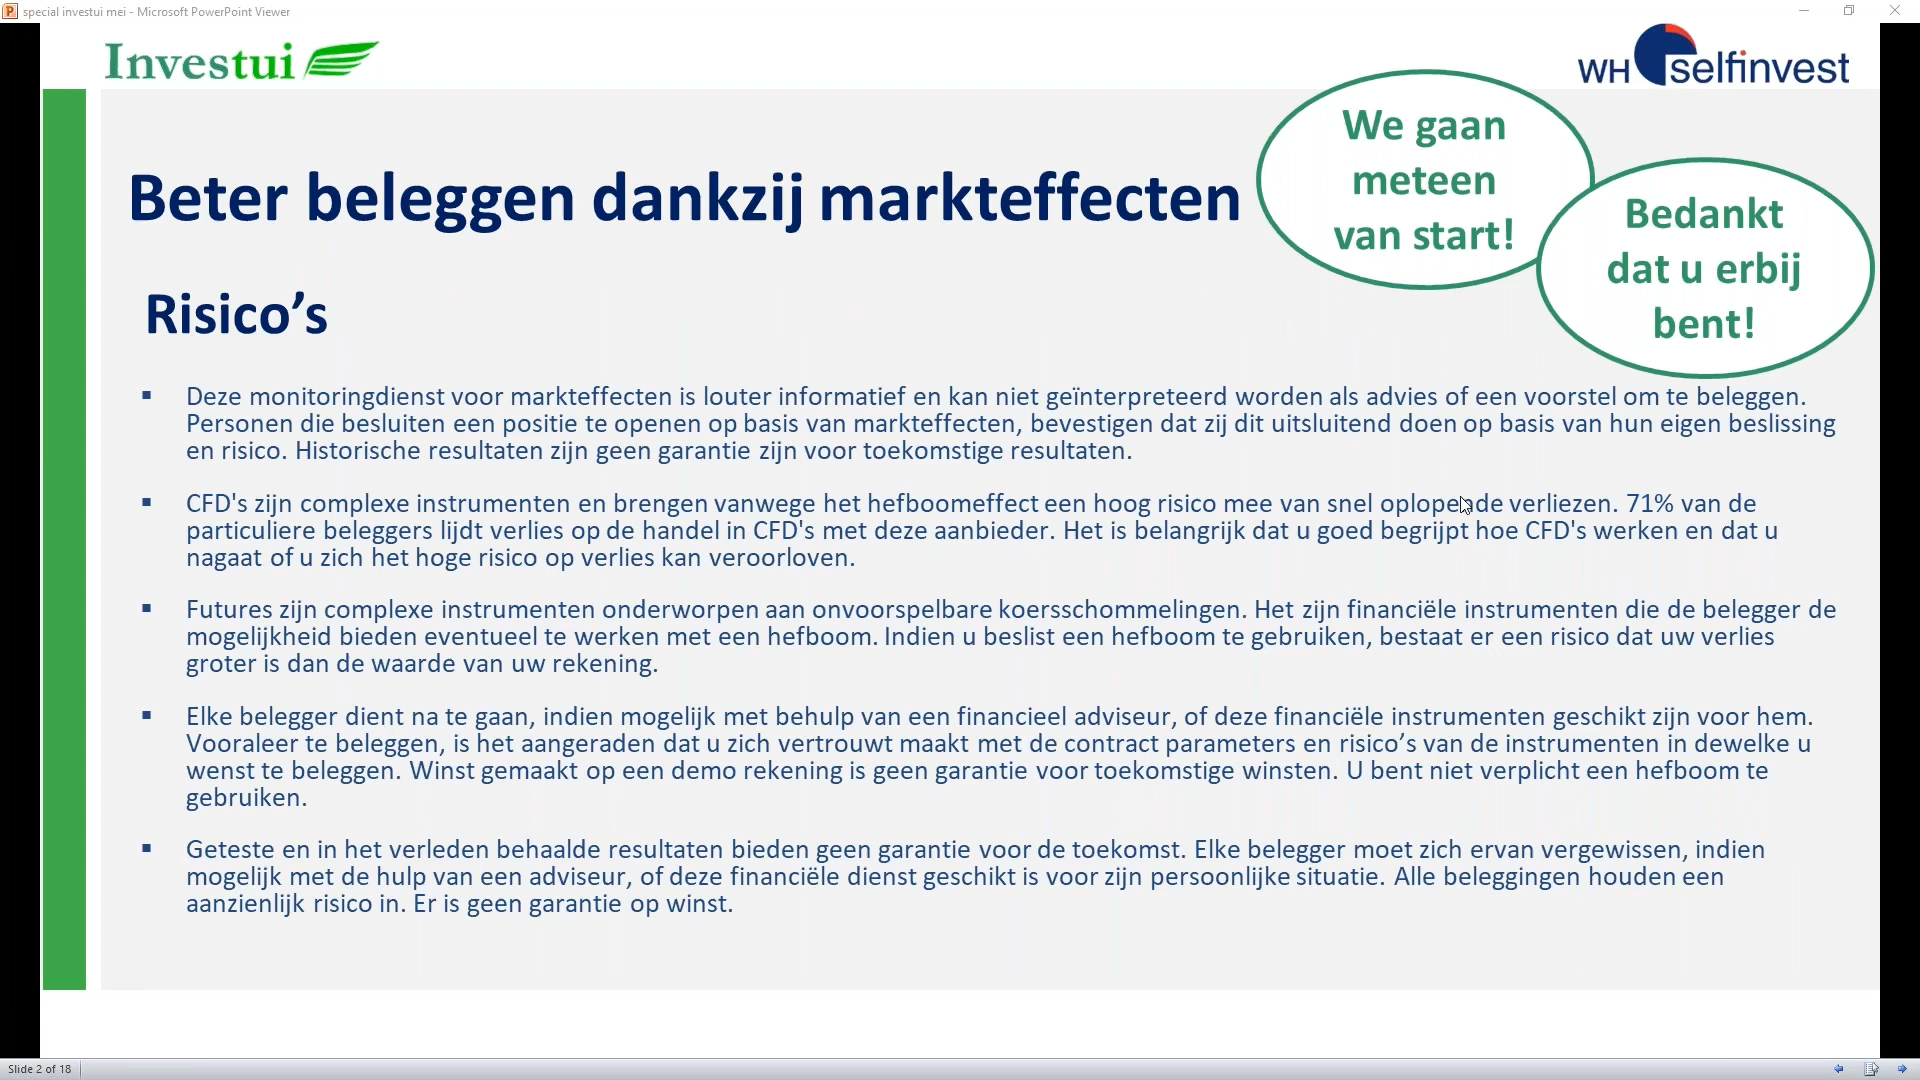 special investui mei - Microsoft PowerPoint Viewer
Investui
WH selfinvest
We gaan
meteen
van start!
Bedankt
dat u erbij
bent!
Beter beleggen dankzij markteffecten
Risico’s
▪ Deze monitoringdienst voor markteffecten is louter informatief en kan niet geïnterpreteerd worden als advies of een voorstel om te beleggen.
Personen die besluiten een positie te openen op basis van markteffecten, bevestigen dat zij dit uitsluitend doen op basis van hun eigen beslissing
en risico. Historische resultaten zijn geen garantie zijn voor toekomstige resultaten.
▪ CFD's zijn complexe instrumenten en brengen vanwege het hefboomeffect een hoog risico mee van snel oplopende verliezen. 71% van de
particuliere beleggers lijdt verlies op de handel in CFD's met deze aanbieder. Het is belangrijk dat u goed begrijpt hoe CFD's werken en dat u
nagaat of u zich het hoge risico op verlies kan veroorloven.
▪ Futures zijn complexe instrumenten onderworpen aan onvoorspelbare koersschommelingen. Het zijn financiële instrumenten die de belegger de
mogelijkheid bieden eventueel te werken met een hefboom. Indien u beslist een hefboom te gebruiken, bestaat er een risico dat uw verlies
groter is dan de waarde van uw rekening.
▪ Elke belegger dient na te gaan, indien mogelijk met behulp van een financieel adviseur, of deze financiële instrumenten geschikt zijn voor hem.
Vooraleer te beleggen, is het aangeraden dat u zich vertrouwt maakt met de contract parameters en risico’s van de instrumenten in dewelke u
wenst te beleggen. Winst gemaakt op een demo rekening is geen garantie voor toekomstige winsten. U bent niet verplicht een hefboom te
gebruiken.
▪ Geteste en in het verleden behaalde resultaten bieden geen garantie voor de toekomst. Elke belegger moet zich ervan vergewissen, indien
mogelijk met de hulp van een adviseur, of deze financiële dienst geschikt is voor zijn persoonlijke situatie. Alle beleggingen houden een
aanzienlijk risico in. Er is geen garantie op winst.
Slide 2 of 18